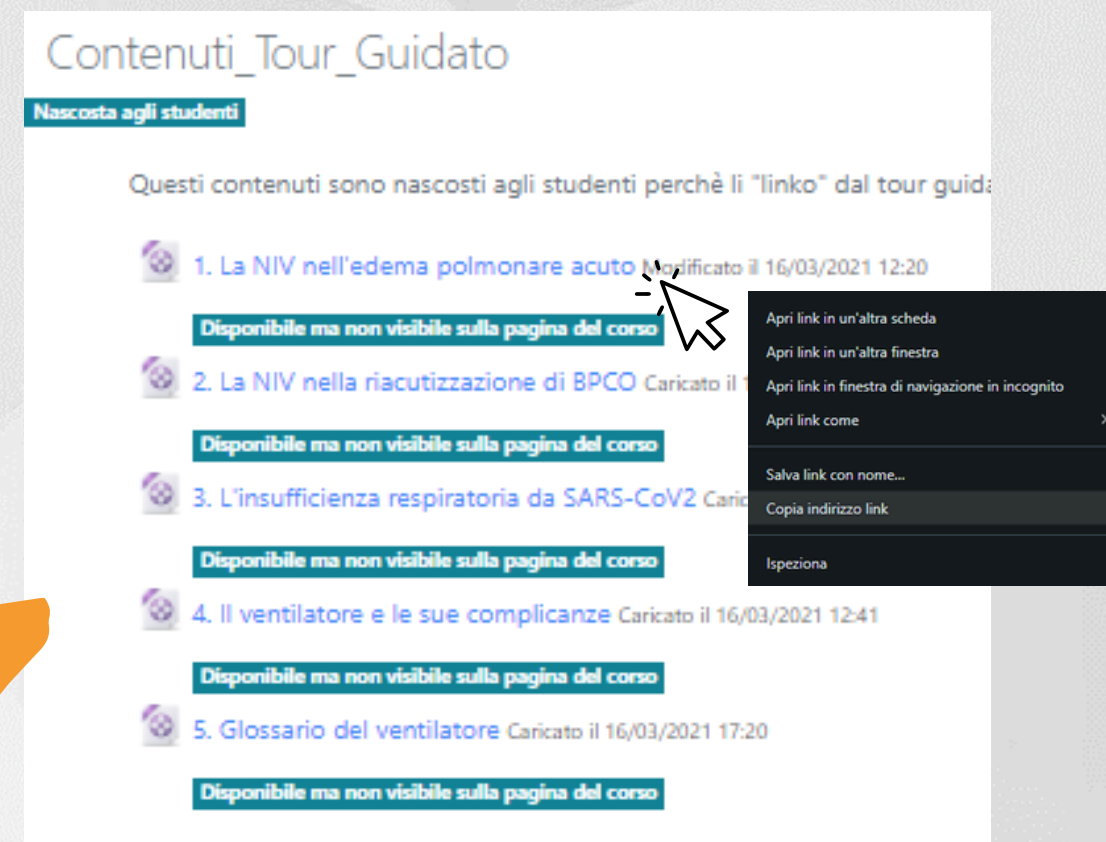 Contenuti_Tour_Guidato
Nascosta agli studenti
Questi contenuti sono nascosti agli studenti perchè li "linko" dal tour
1. La NIV nell'edema polmonare acuto Modificato il 16/03/2021 12:20
Disponibile ma non visibile sulla pagina del corso
2. La NIV nella riacutizzazione di BPCO Caricato il
Disponibile ma non visibile sulla pagina del corso
3. L'insufficienza respiratoria da SARS-CoV2
Disponibile ma non visibile sulla pagina del corso
4. Il ventilatore e le sue complicanze Caricato il 16/03/2021 12:41
Disponibile ma non visibile sulla pagina del corso
5. Glossario del ventilatore Caricato il 16/03/2021 17:20
Disponibile ma non visibile sulla pagina del corso
Apri link in un'altra scheda
Apri link in un'altra finestra
Apri link in finestra di navigazione in incognito
Apri link come
Salva link con nome...
Copia indirizzo link
Ispeziona